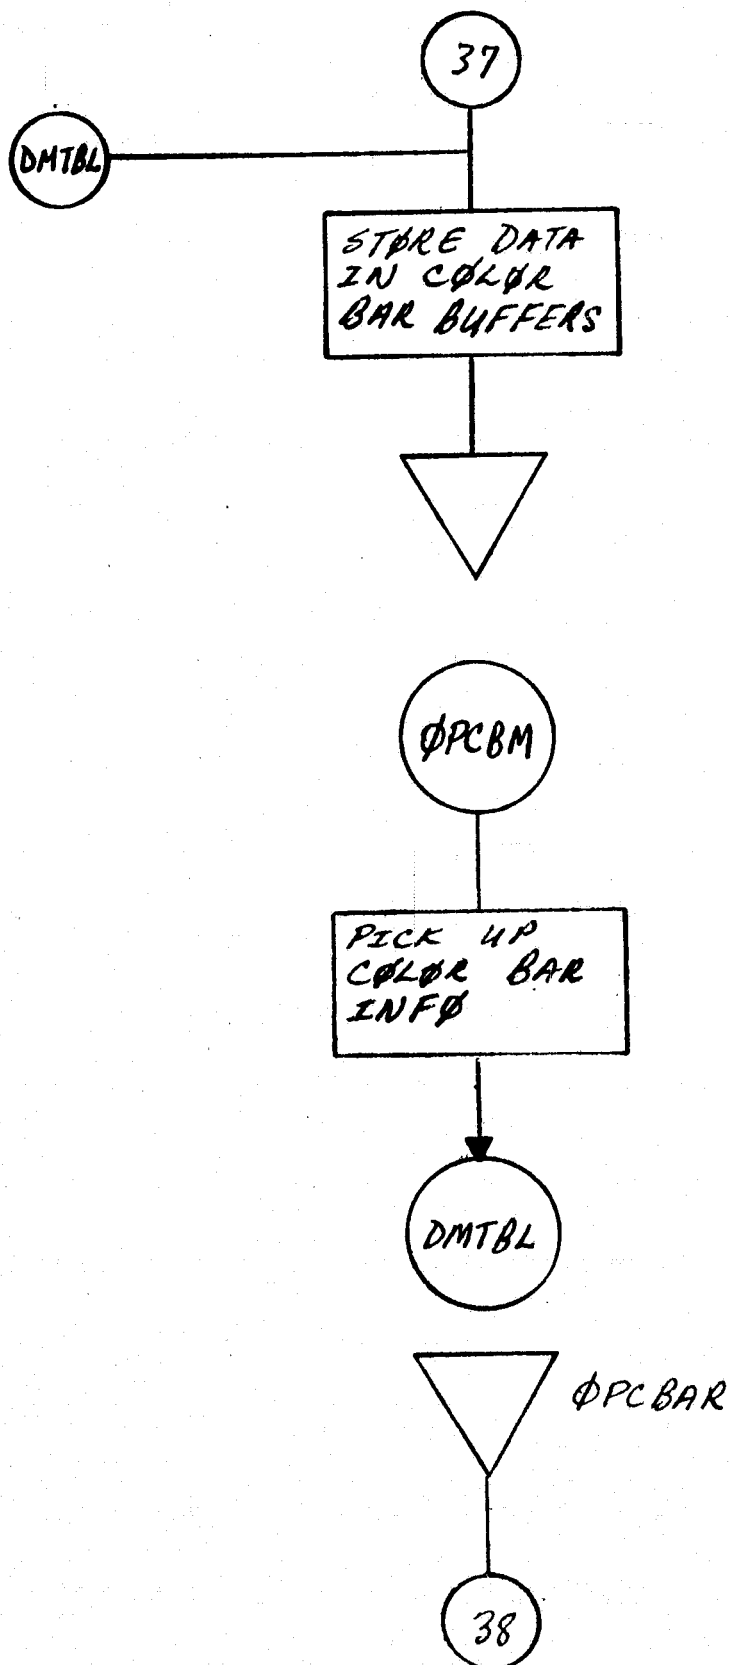 37
DMTBL
STØRE DATA
IN CØLØR
BAR BUFFERS
ØPCBM
PICK UP
CØLØR BAR
INFØ
DMTBL
ØPCBAR
38